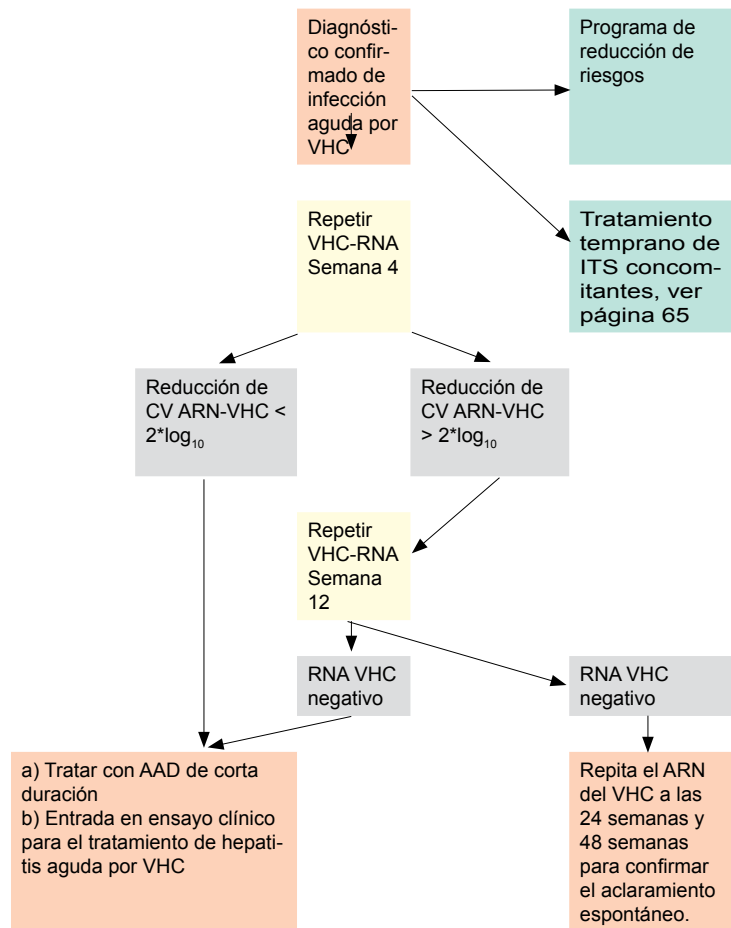 Diagnósti-
co confir-
mado de
infección
aguda por
VHC
Programa de
reducción de
riesgos
Repetir
VHC-RNA
Semana 4
Tratamiento
temprano de
ITS concom-
itantes, ver
página 65
Reducción de
CV ARN-VHC <
2*log₁₀
Reducción de
CV ARN-VHC
> 2*log₁₀
Repetir
VHC-RNA
Semana
12
RNA VHC
negativo
RNA VHC
negativo
a) Tratar con AAD de corta
duración
b) Entrada en ensayo clínico
para el tratamiento de hepati-
tis aguda por VHC
Repita el ARN
del VHC a las
24 semanas y
48 semanas
para confirmar
el aclaramiento
espontáneo.